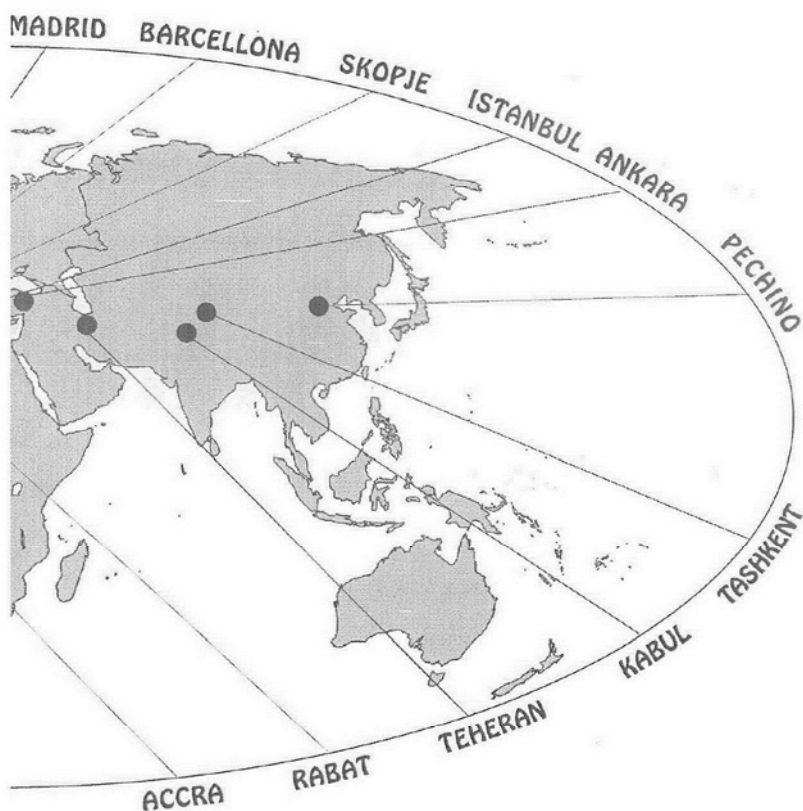 MADRID
BARCELLONA
SKOPJE
ISTANBUL
ANKARA
PECHINO
TASHKENT
KABUL
TEHERAN
RABAT
ACCRA